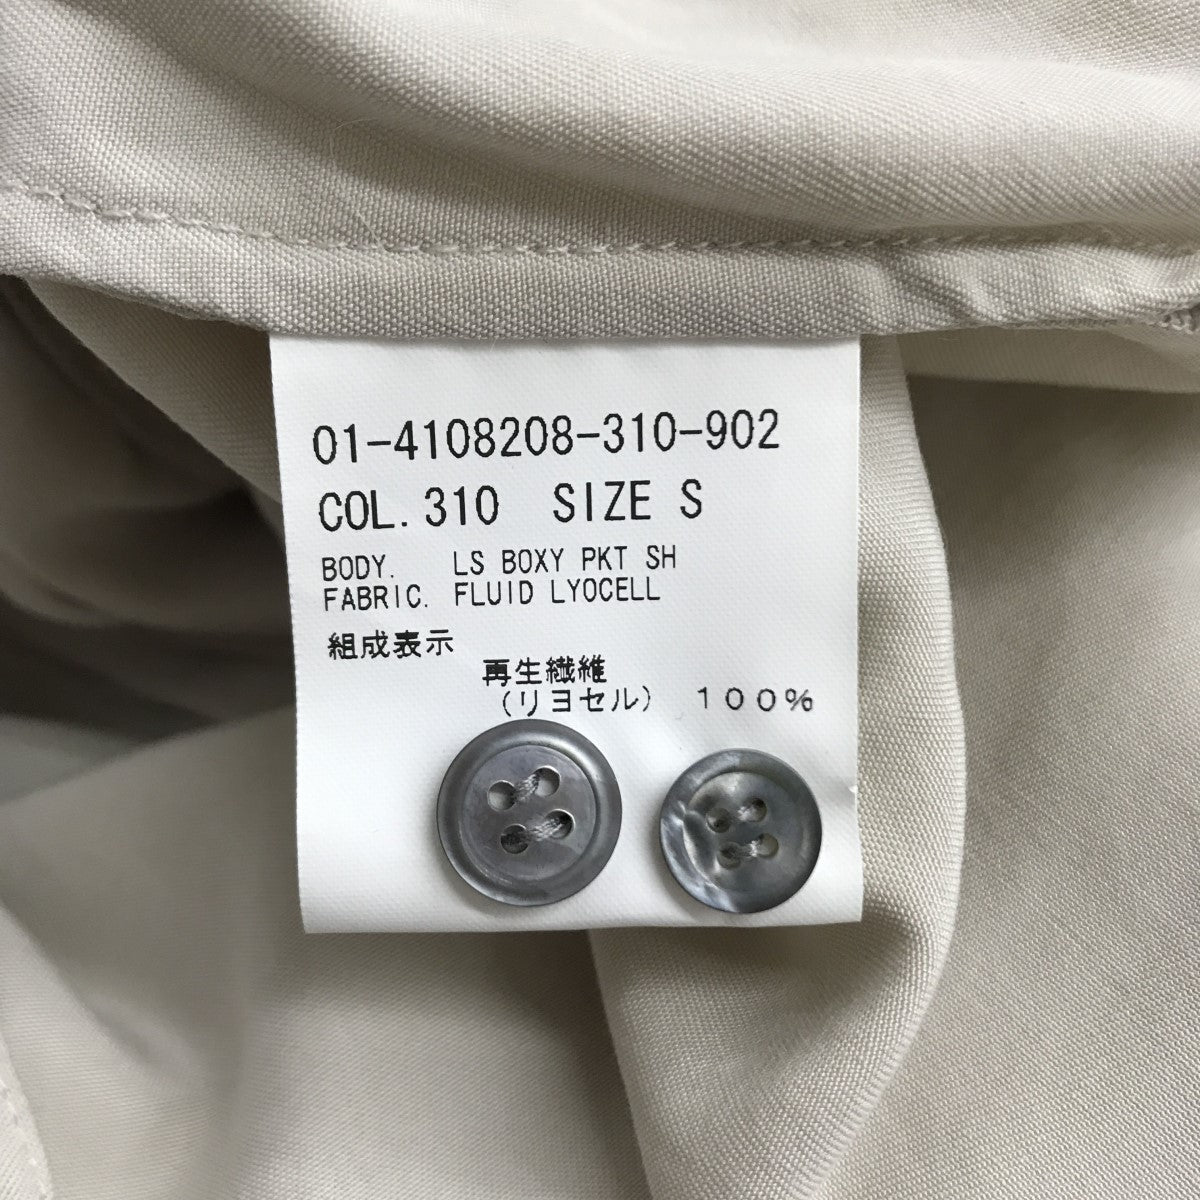 01-4108208-310-902
COL. 310 SIZE S
BODY. LS BOXY PKT SH
FABRIC. FLUID LYOCELL
組成表示
再生繊維
(リヨセル) 100%